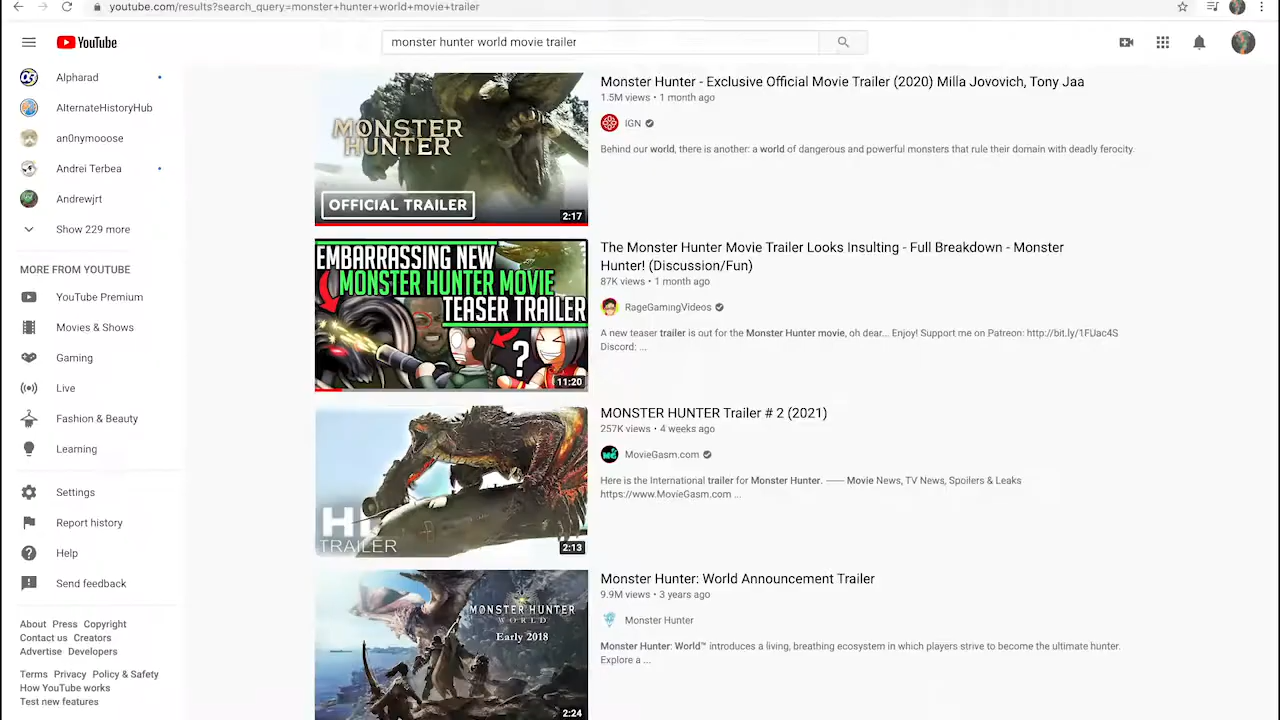 youtube.com/results?search_query=monster+hunter+world+movie+trailer
YouTube
monster hunter world movie trailer
Alpharad
AlternateHistoryHub
an0nymooose
Andrei Terbea
Andrewjrt
Show 229 more
MORE FROM YOUTUBE
YouTube Premium
Movies & Shows
Gaming
Live
Fashion & Beauty
Learning
Settings
Report history
Help
Send feedback
About Press Copyright
Contact us Creators
Advertise Developers
Terms Privacy Policy & Safety
How YouTube works
Test new features
MONSTER
HUNTER
OFFICIAL TRAILER
2:17
Monster Hunter - Exclusive Official Movie Trailer (2020) Milla Jovovich, Tony Jaa
1.5M views • 1 month ago
IGN
Behind our world, there is another: a world of dangerous and powerful monsters that rule their domain with deadly ferocity.
EMBARRASSING NEW
MONSTER HUNTER MOVIE
TEASER TRAILER
?
11:20
The Monster Hunter Movie Trailer Looks Insulting - Full Breakdown - Monster
Hunter! (Discussion/Fun)
87K views • 1 month ago
RageGamingVideos
A new teaser trailer is out for the Monster Hunter movie, oh dear... Enjoy! Support me on Patreon: http://bit.ly/1FUac4S
Discord: ...
TRAILER
2:13
MONSTER HUNTER Trailer # 2 (2021)
257K views • 4 weeks ago
MovieGasm.com
Here is the International trailer for Monster Hunter. —— Movie News, TV News, Spoilers & Leaks
https://www.MovieGasm.com ...
MONSTER HUNTER
WORLD
Early 2018
2:24
Monster Hunter: World Announcement Trailer
9.9M views • 3 years ago
Monster Hunter
Monster Hunter: World™ introduces a living, breathing ecosystem in which players strive to become the ultimate hunter.
Explore a ...